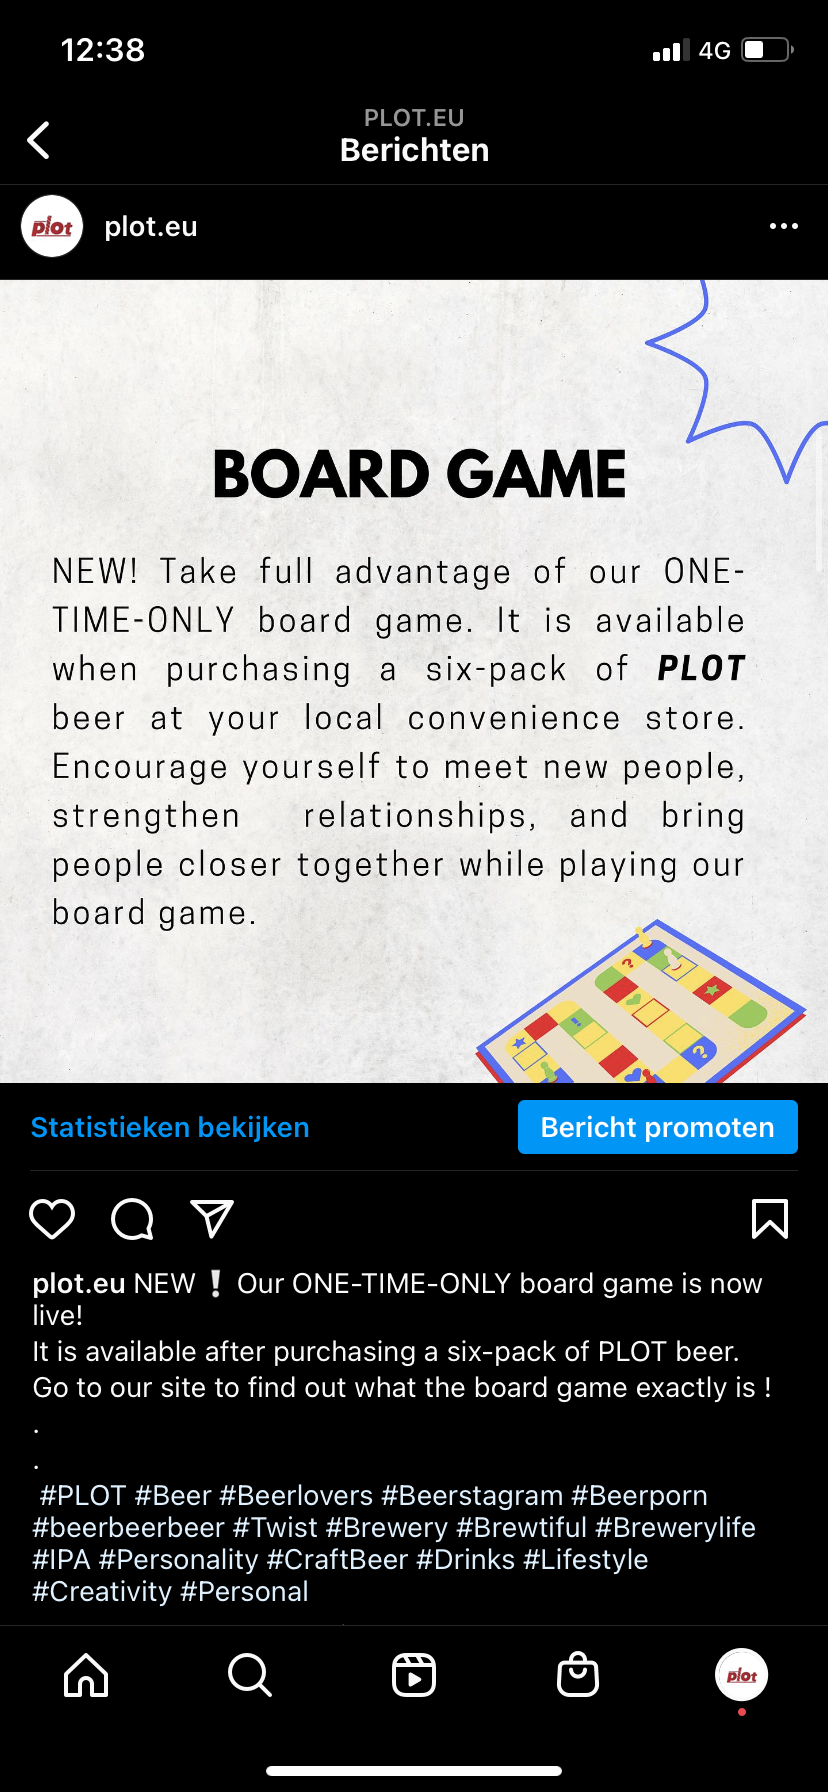 12:38
4G
PLOT.EU
Berichten
plot
plot.eu
BOARD GAME
NEW! Take full advantage of our ONE-
TIME-ONLY board game. It is available
when purchasing a six-pack of PLOT
beer at your local convenience store.
Encourage yourself to meet new people,
strengthen relationships, and bring
people closer together while playing our
board game.
?
!
?
Statistieken bekijken
Bericht promoten
plot.eu NEW ❕ Our ONE-TIME-ONLY board game is now
live!
It is available after purchasing a six-pack of PLOT beer.
Go to our site to find out what the board game exactly is !
.
.
#PLOT #Beer #Beerlovers #Beerstagram #Beerporn
#beerbeerbeer #Twist #Brewery #Brewtiful #Brewerylife
#IPA #Personality #CraftBeer #Drinks #Lifestyle
#Creativity #Personal
plot